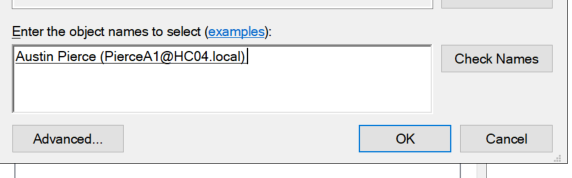 Enter the object names to select (examples):
Austin Pierce (PierceA1@HC04.local)
Check Names
Advanced...
OK
Cancel